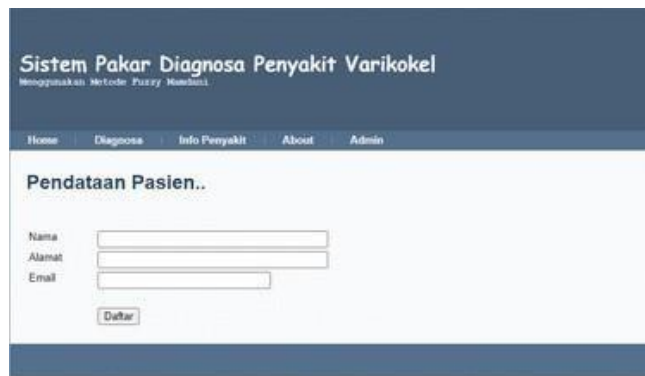 Sistem Pakar Diagnosa Penyakit Varikokel
Menggunakan Metode Fuzzy Mamdani
Home Diagnosa Info Penyakit About Admin
Pendataan Pasien..
Nama
Alamat
Email
Daftar